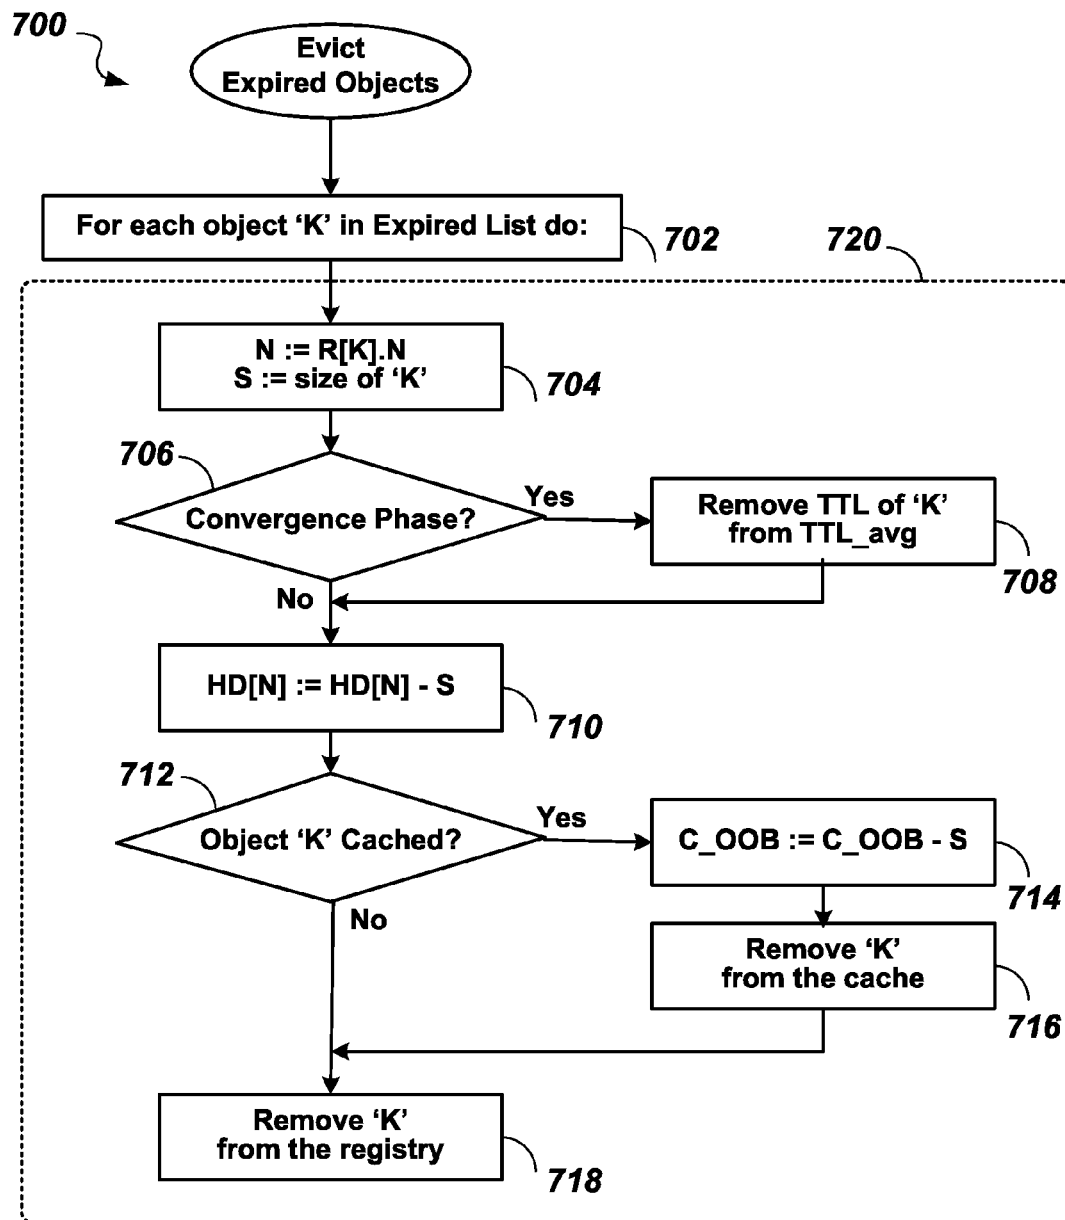 700
Evict
Expired Objects
For each object ‘K’ in Expired List do:
702
720
N := R[K].N
S := size of ‘K’
704
706
Convergence Phase?
Yes
Remove TTL of ‘K’
from TTL_avg
708
No
HD[N] := HD[N] - S
710
712
Object ‘K’ Cached?
Yes
C_OOB := C_OOB - S
714
No
Remove ‘K’
from the cache
716
Remove ‘K’
from the registry
718